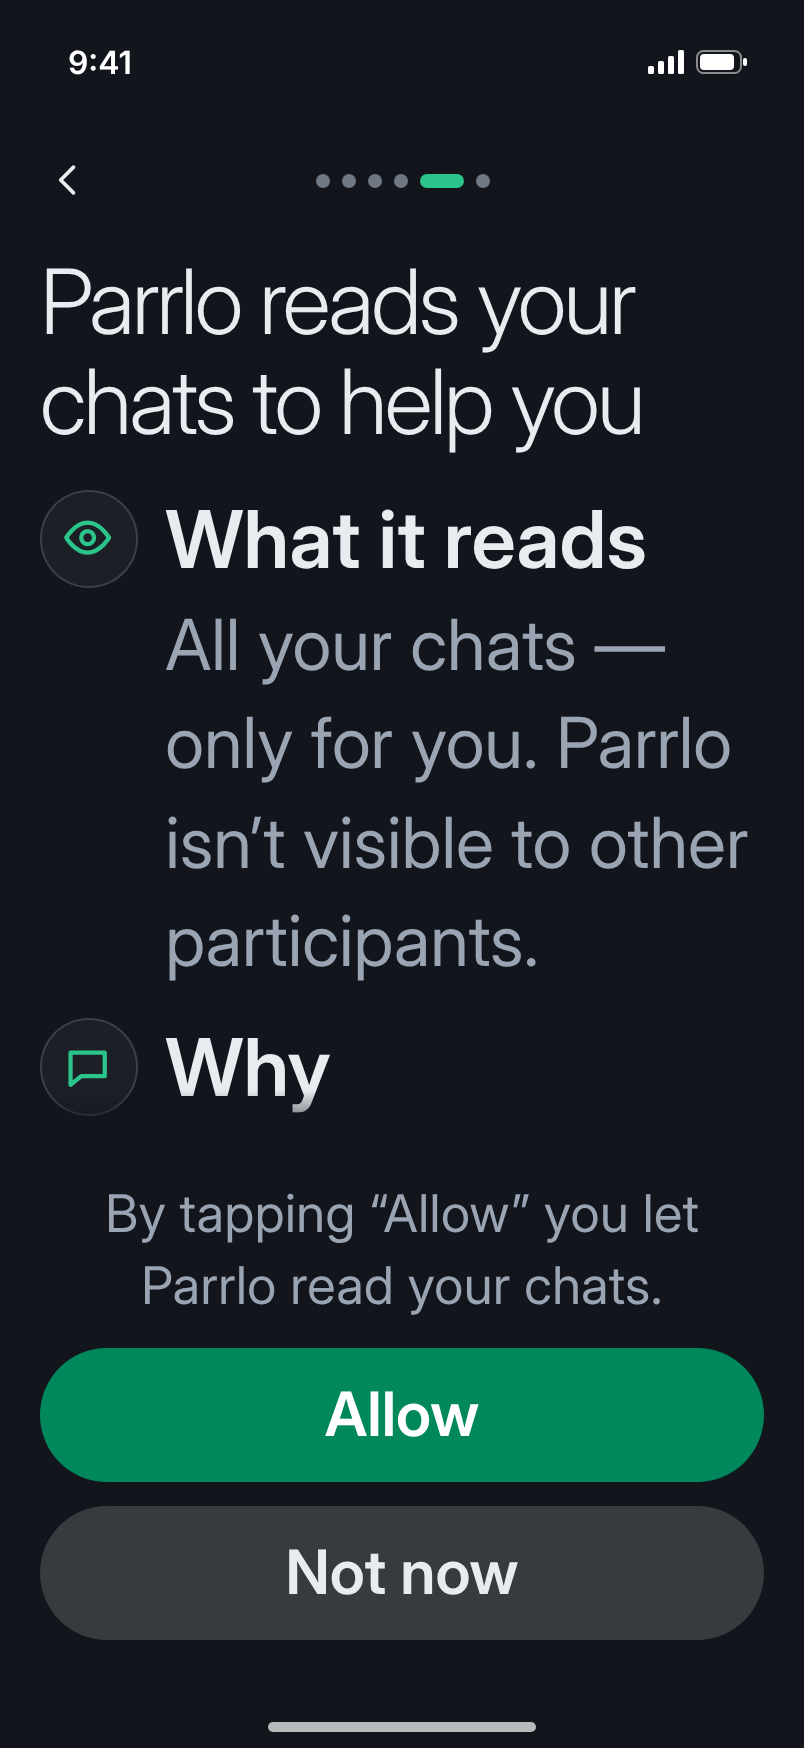 9:41
Parrlo reads your
chats to help you
What it reads
All your chats —
only for you. Parrlo
isn’t visible to other
participants.
Why
By tapping “Allow” you let
Parrlo read your chats.
Allow
Not now